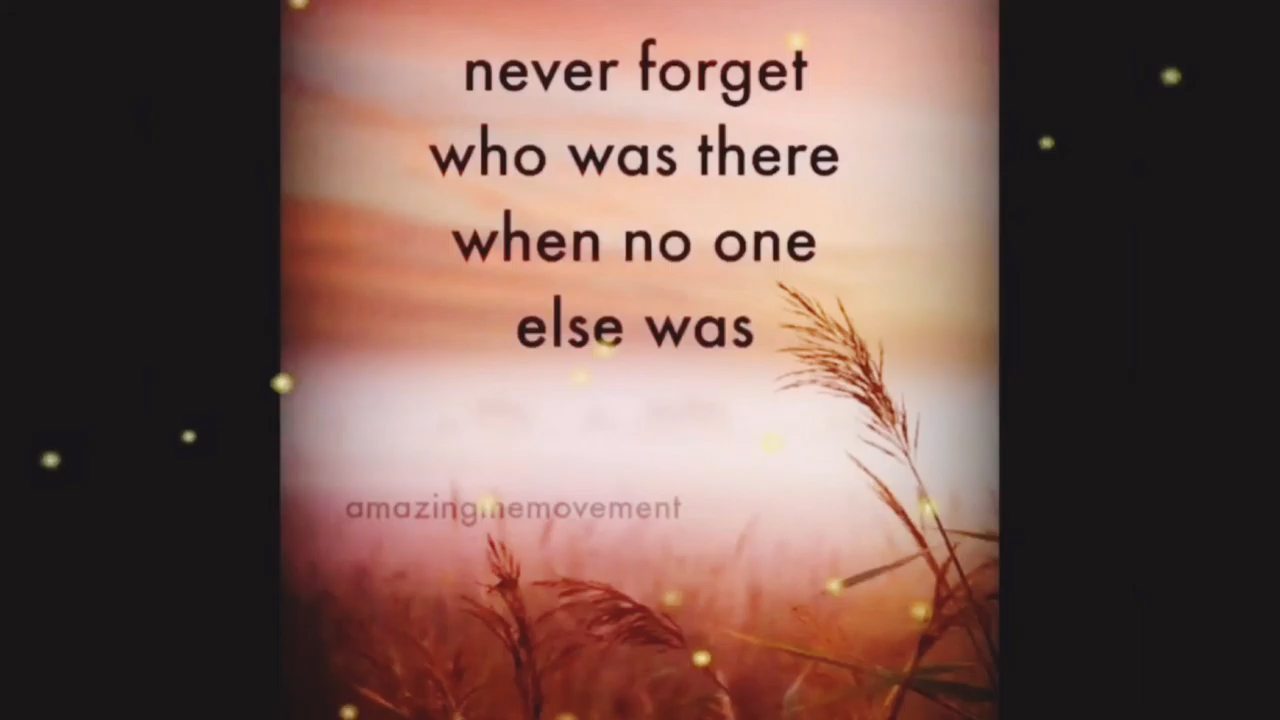 never forget
who was there
when no one
else was
amazingmemovement